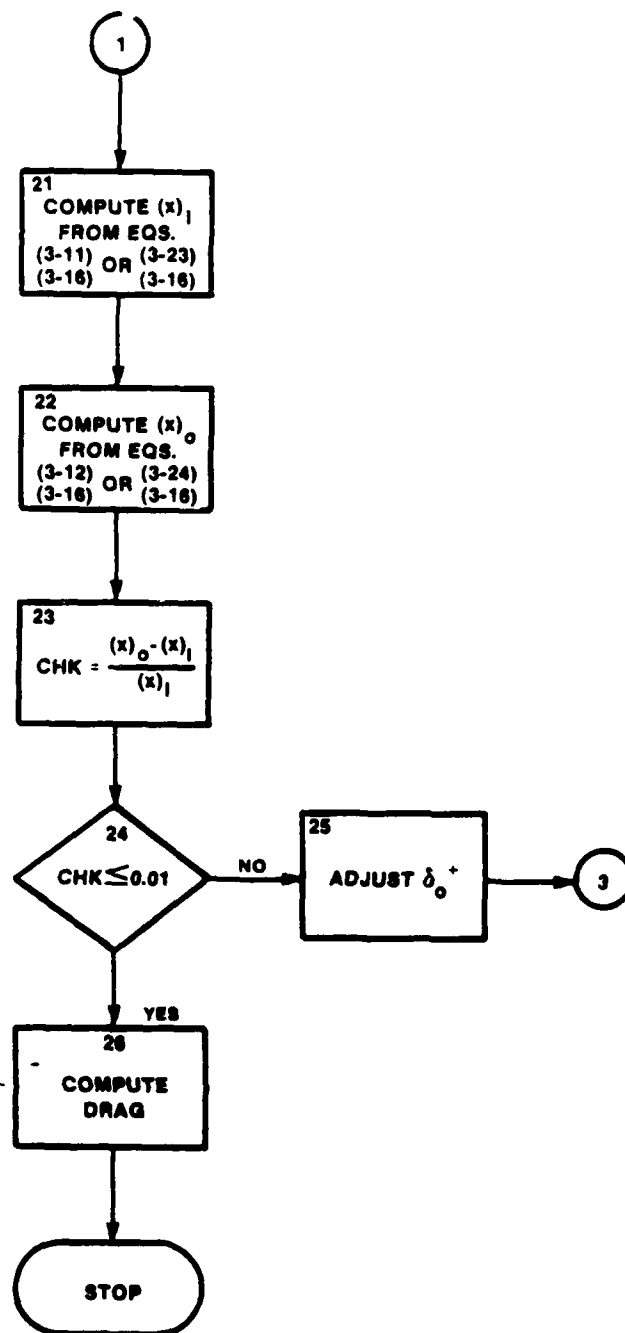 1
21
COMPUTE (x)i
FROM EQS.
(3-11) OR (3-23)
(3-16) (3-16)
22
COMPUTE (x)o
FROM EQS.
(3-12) OR (3-24)
(3-16) (3-16)
23
CHK = (x)o-(x)i
(x)i
24
CHK≤0.01
NO
25
ADJUST δo+
3
YES
26
COMPUTE
DRAG
STOP